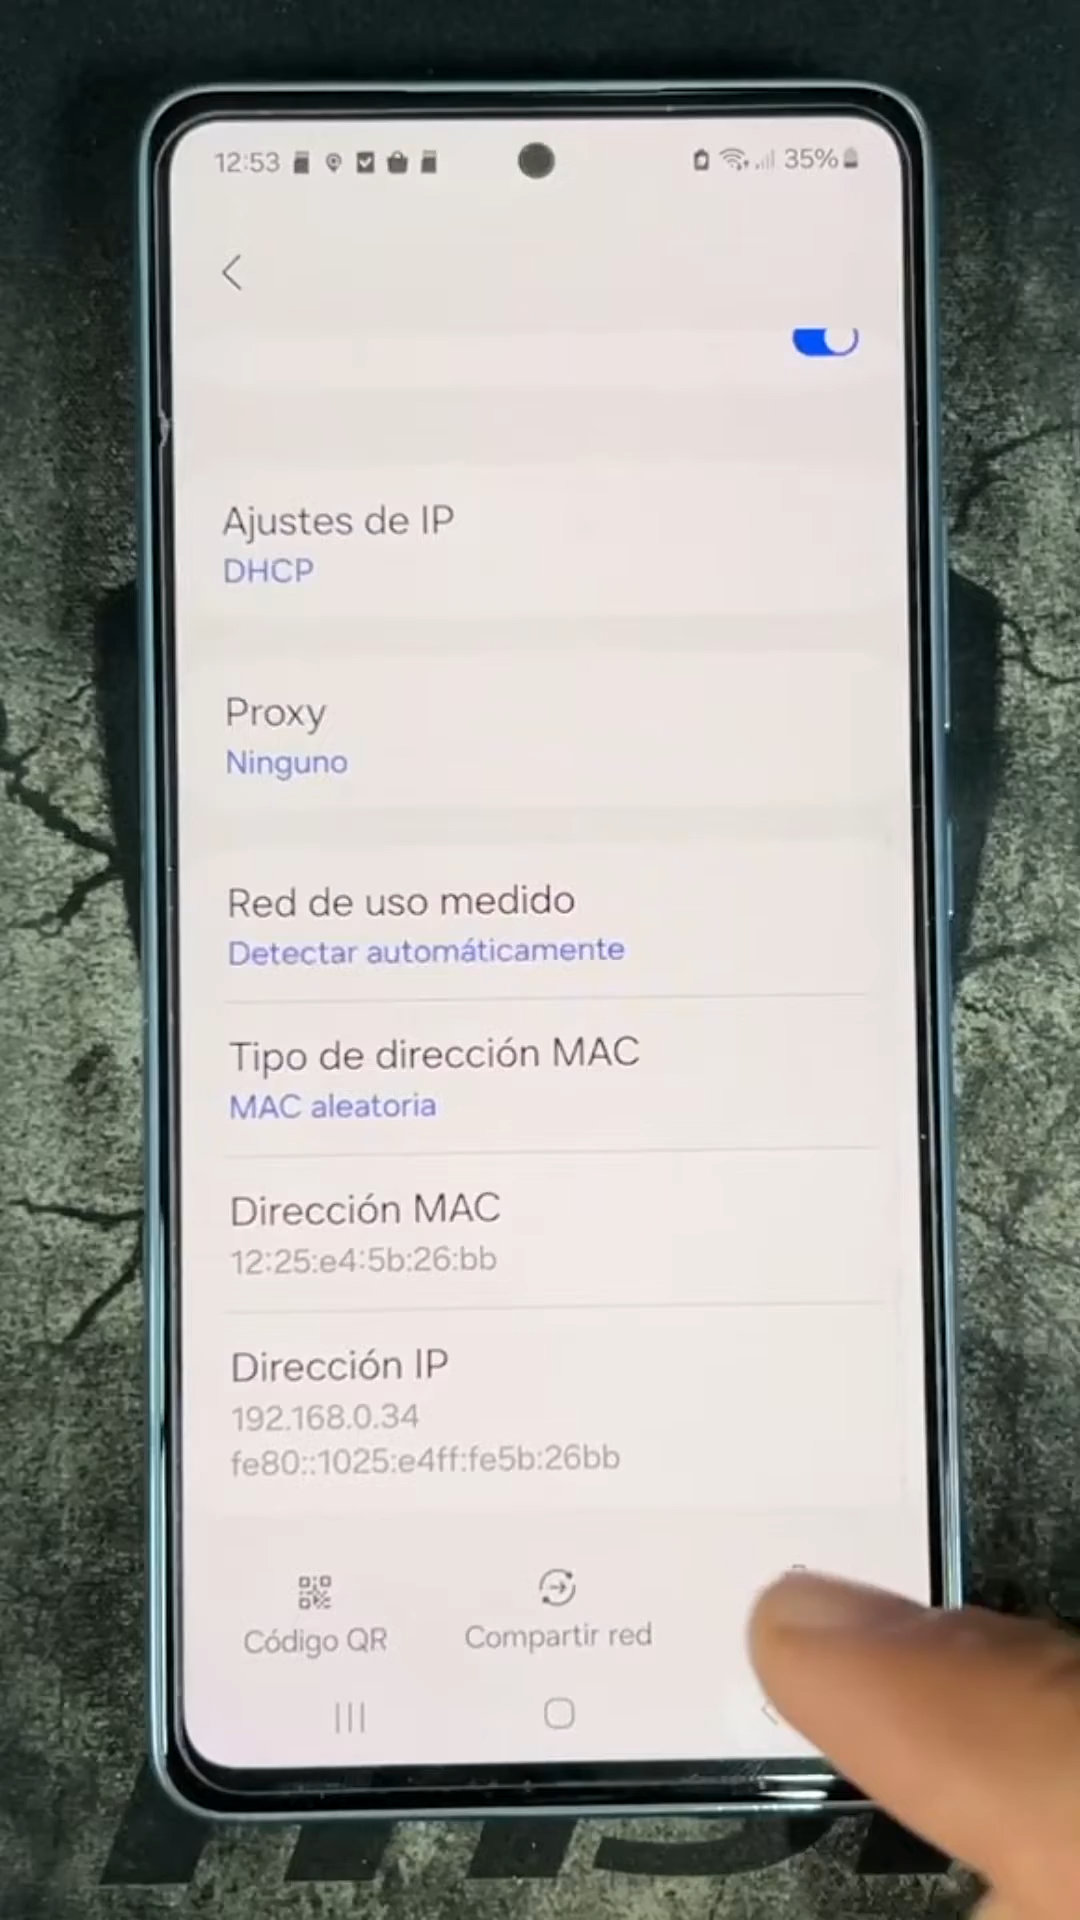 12:53
35%
Ajustes de IP
DHCP
Proxy
Ninguno
Red de uso medido
Detectar automáticamente
Tipo de dirección MAC
MAC aleatoria
Dirección MAC
12:25:e4:5b:26:bb
Dirección IP
192.168.0.34
fe80::1025:e4ff:fe5b:26bb
Código QR
Compartir red